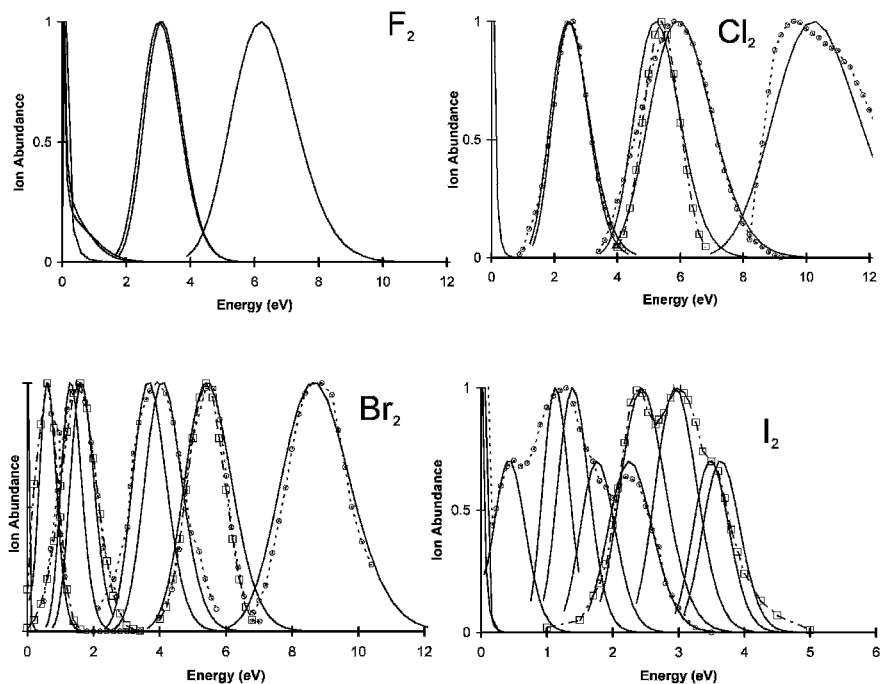 F2
Ion Abundance
1
0.5
0
0 2 4 6 8 10 12
Energy (eV)
Cl2
Ion Abundance
1
0.5
0
0 2 4 6 8 10 12
Energy (eV)
Br2
Ion Abundance
0 2 4 6 8 10 12
Energy (eV)
I2
Ion Abundance
1
0.5
0
0 1 2 3 4 5 6
Energy (eV)